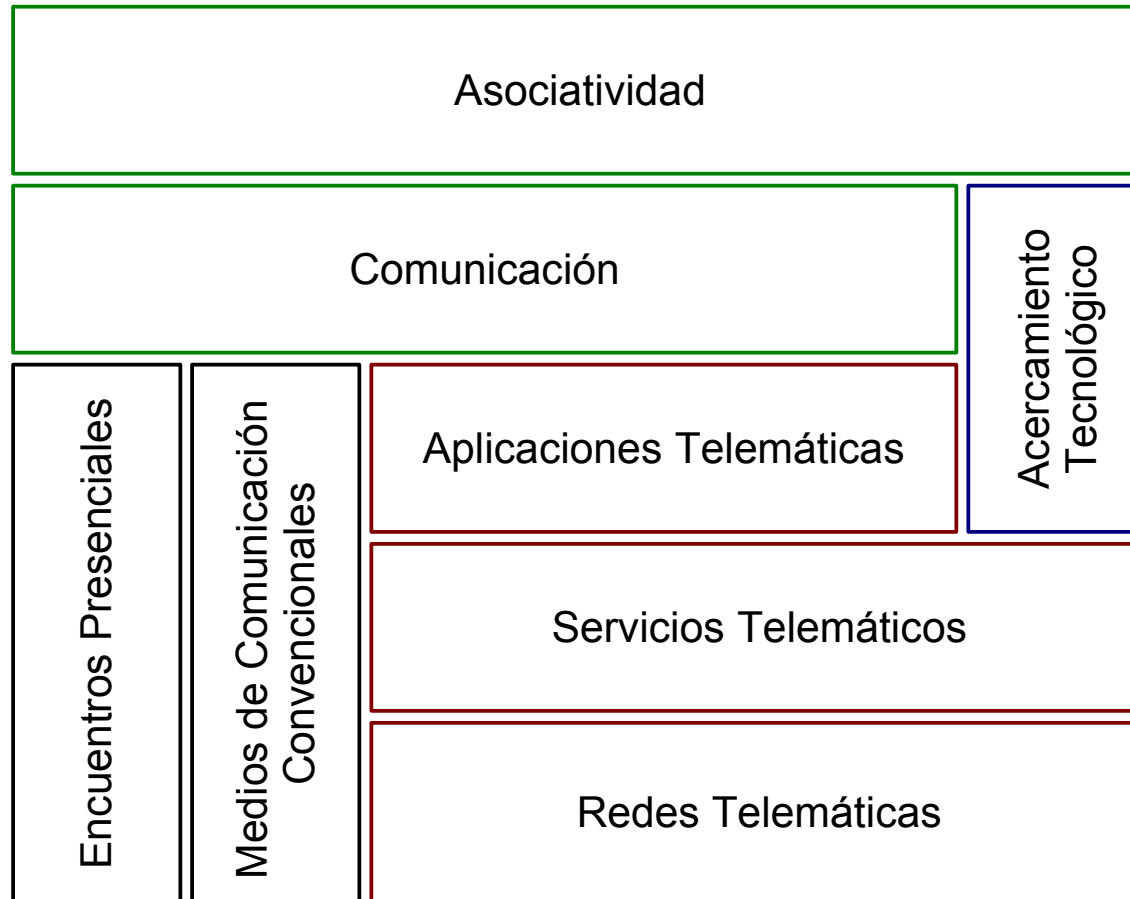 Asociatividad
Comunicación
Acercamiento
Tecnológico
Encuentros Presenciales
Medios de Comunicación
Convencionales
Aplicaciones Telemáticas
Servicios Telemáticos
Redes Telemáticas